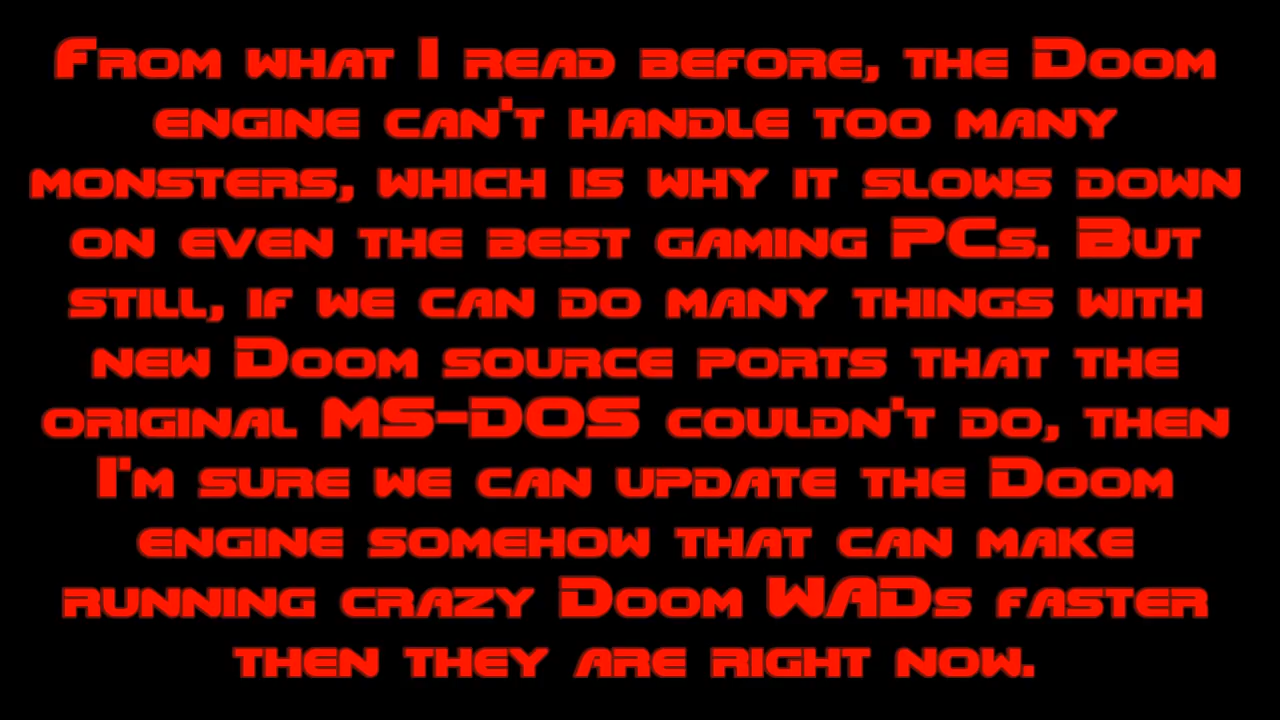 From what I read before, the Doom
engine can't handle too many
monsters, which is why it slows down
on even the best gaming PCs. But
still, if we can do many things with
new Doom source ports that the
original MS-DOS couldn't do, then
I'm sure we can update the Doom
engine somehow that can make
running crazy Doom WADs faster
then they are right now.